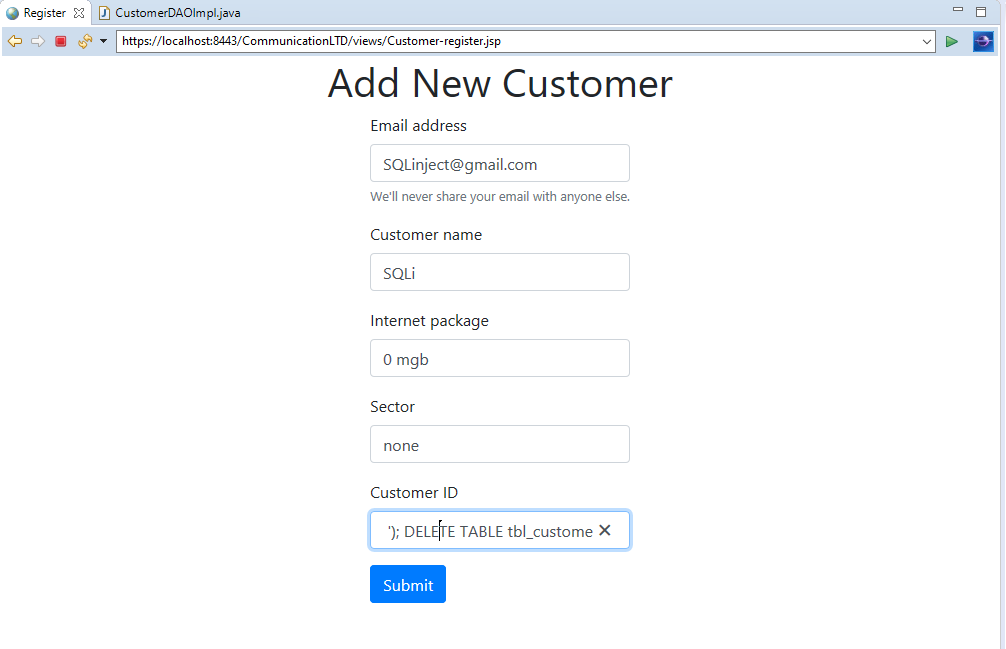 Register
CustomerDAOImpl.java
https://localhost:8443/CommunicationLTD/views/Customer-register.jsp
Add New Customer
Email address
SQLinject@gmail.com
We'll never share your email with anyone else.
Customer name
SQLi
Internet package
0 mgb
Sector
none
Customer ID
'); DELETE TABLE tbl_custome
Submit